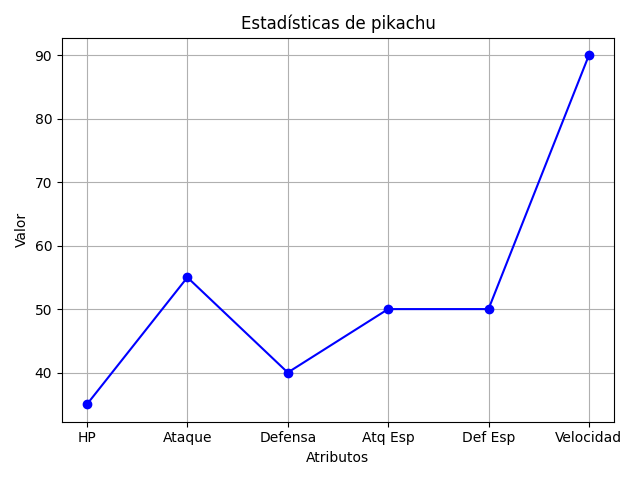 Estadísticas de pikachu
Valor
90
80
70
60
50
40
HP
Ataque
Defensa
Atq Esp
Def Esp
Velocidad
Atributos